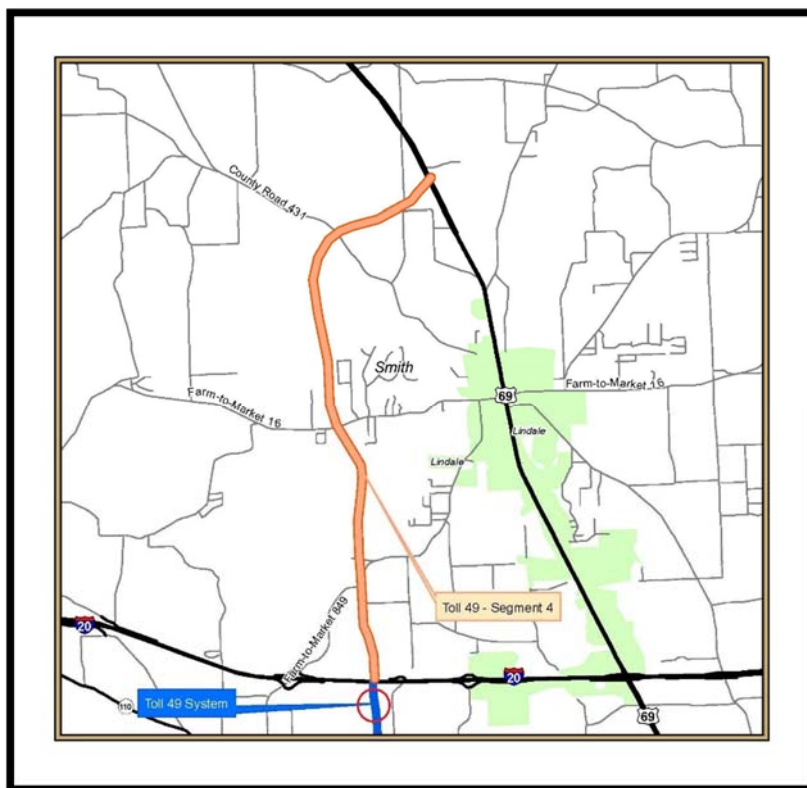 County Road 431
Smith
Farm-to-Market 16
Farm-to-Market 16
69
Lindale
Lindale
Toll 49 - Segment 4
Farm-to-Market 849
20
20
110
Toll 49 System
69